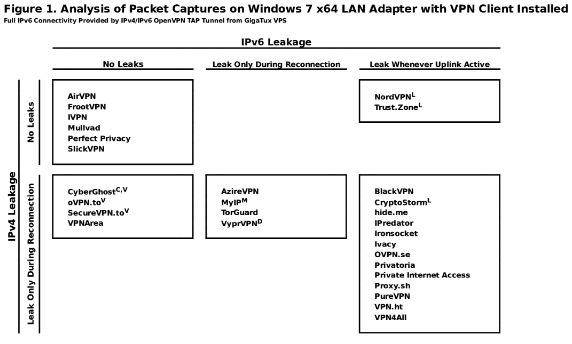 Figure 1. Analysis of Packet Captures on Windows 7 x64 LAN Adapter with VPN Client Installed
Full IPv6 Connectivity Provided by IPv4/IPv6 OpenVPN TAP Tunnel from GigaTux VPS
IPv6 Leakage
No Leaks
Leak Only During Reconnection
Leak Whenever Uplink Active
IPv4 Leakage
No Leaks
AirVPN
FrootVPN
IVPN
Mullvad
Perfect Privacy
SlickVPN
NordVPN^L
Trust.Zone^L
Leak Only During Reconnection
CyberGhost^C,V
oVPN.to^V
SecureVPN.to^V
VPNArea
AzireVPN
MyIP^M
TorGuard
VyprVPN^D
BlackVPN
CryptoStorm^L
hide.me
IPredator
Ironsocket
Ivacy
OVPN.se
Privatoria
Private Internet Access
Proxy.sh
PureVPN
VPN.ht
VPN4All